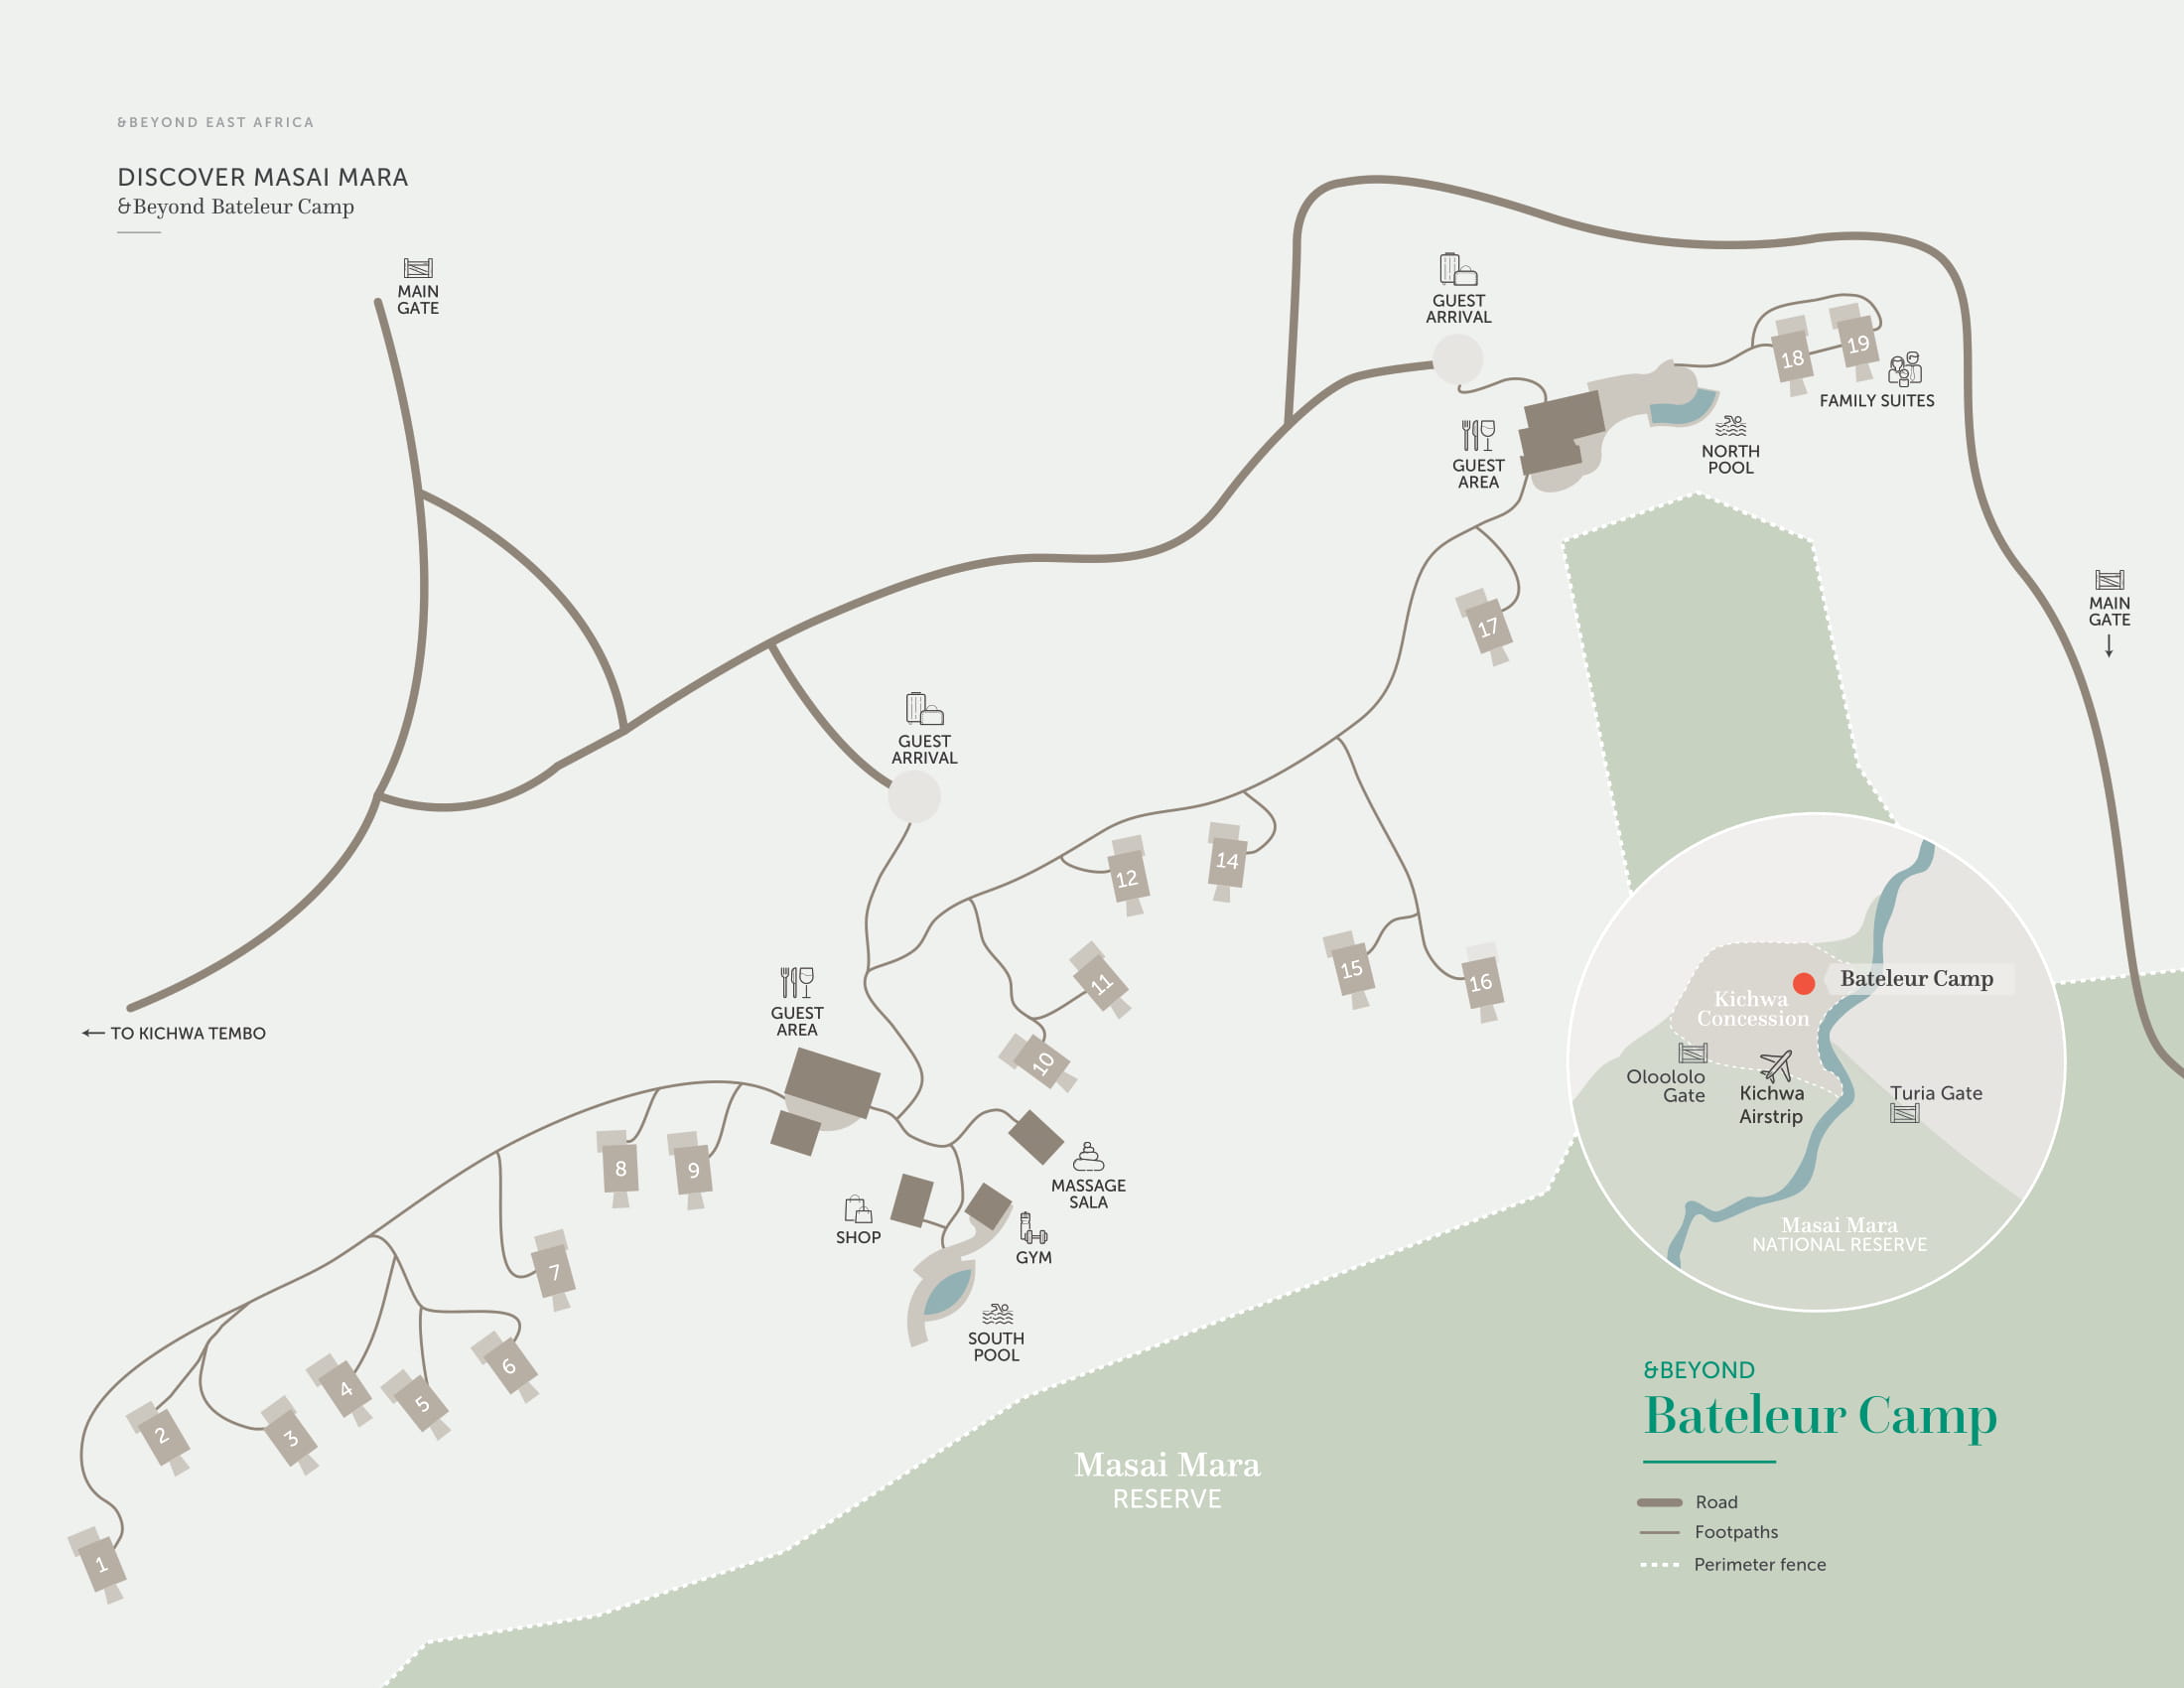 &BEYOND EAST AFRICA
DISCOVER MASAI MARA
&Beyond Bateleur Camp
MAIN
GATE
GUEST
ARRIVAL
18
19
FAMILY SUITES
GUEST
AREA
NORTH
POOL
MAIN
GATE
17
GUEST
ARRIVAL
12
14
15
16
11
10
GUEST
AREA
← TO KICHWA TEMBO
8
9
MASSAGE
SALA
SHOP
GYM
7
SOUTH
POOL
6
5
4
3
2
1
Bateleur Camp
Kichwa
Concession
Oloololo
Gate
Kichwa
Airstrip
Turia Gate
Masai Mara
NATIONAL RESERVE
Masai Mara
RESERVE
&BEYOND
Bateleur Camp
Road
Footpaths
Perimeter fence